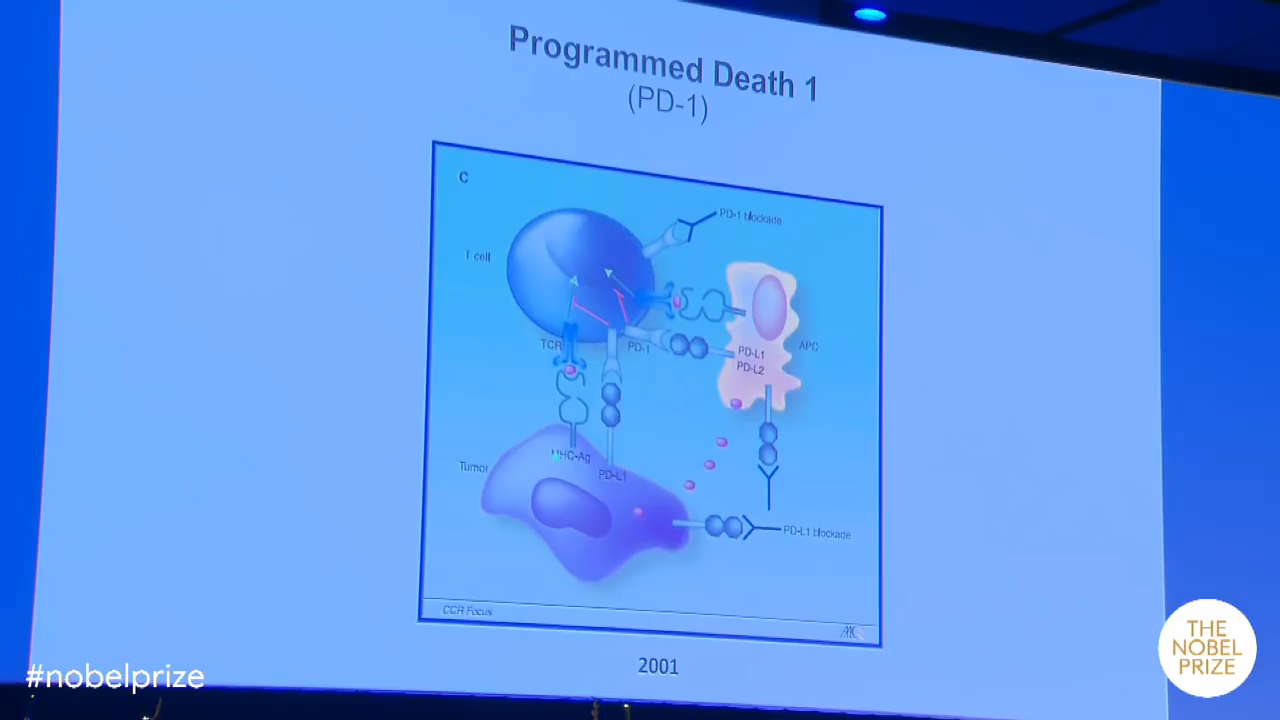 Programmed Death 1
(PD-1)
C
PD-1 blockade
T cell
TCR
PD-1
PD-L1
PD-L2
APC
MHC-Ag
Tumor
PD-L1
PD-L1 blockade
CCR Focus
2001
#nobelprize
THE
NOBEL
PRIZE